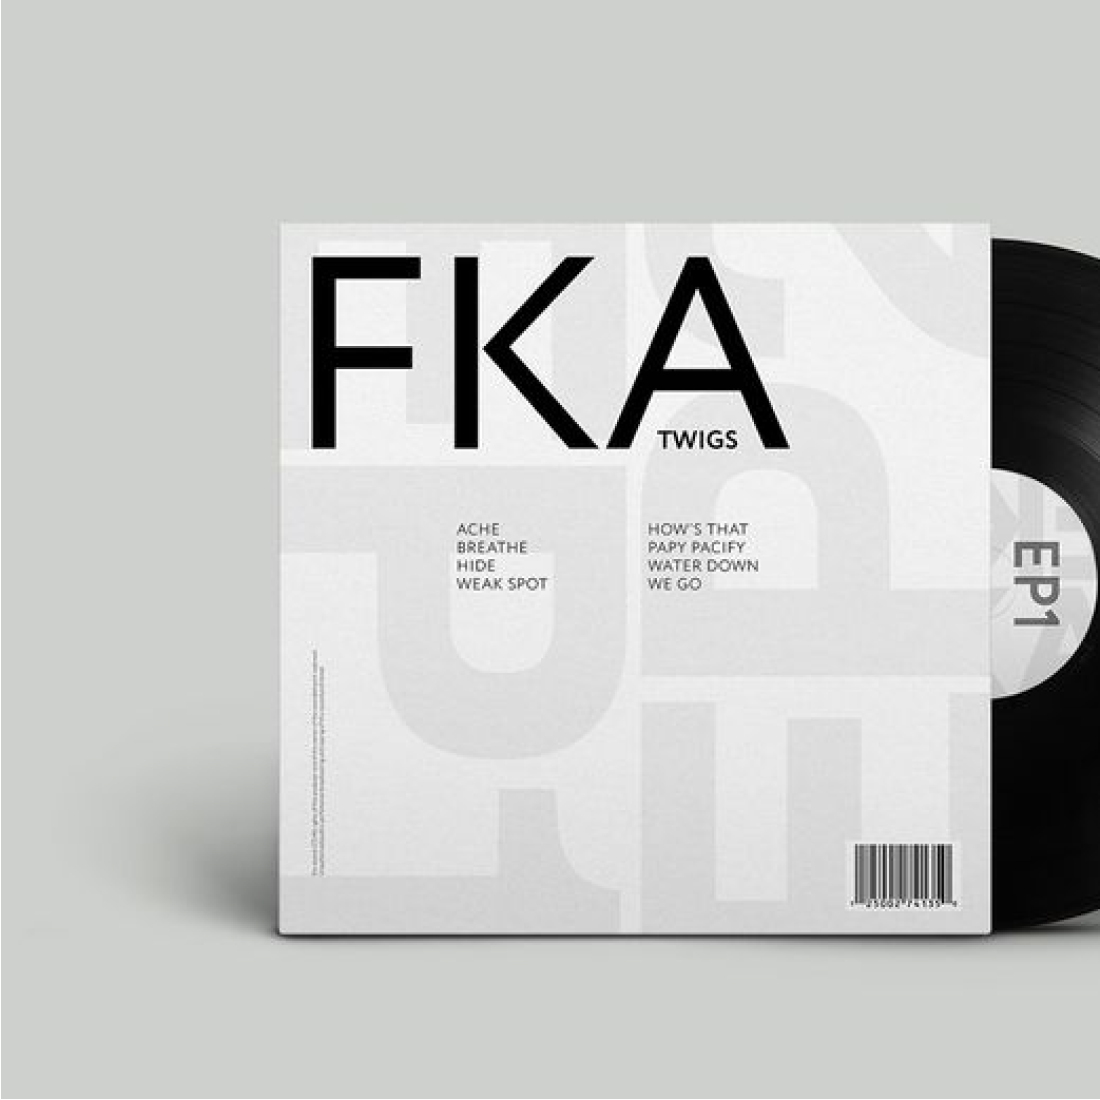 FKA
TWIGS
ACHE
BREATHE
HIDE
WEAK SPOT
HOW'S THAT
PAPY PACIFY
WATER DOWN
WE GO
EP1